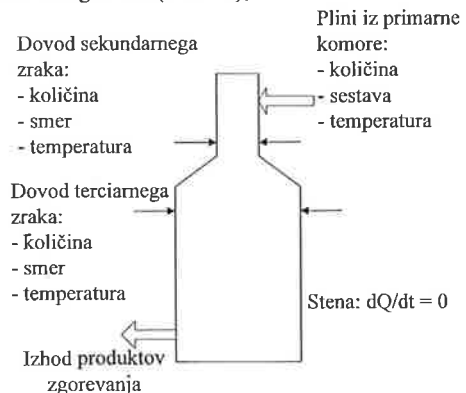 Plini iz primarne
komore:
- količina
- sestava
- temperatura
Dovod sekundarnega
zraka:
- količina
- smer
- temperatura
Dovod terciarnega
zraka:
- količina
- smer
- temperatura
Stena: dQ/dt = 0
Izhod produktov
zgorevanja